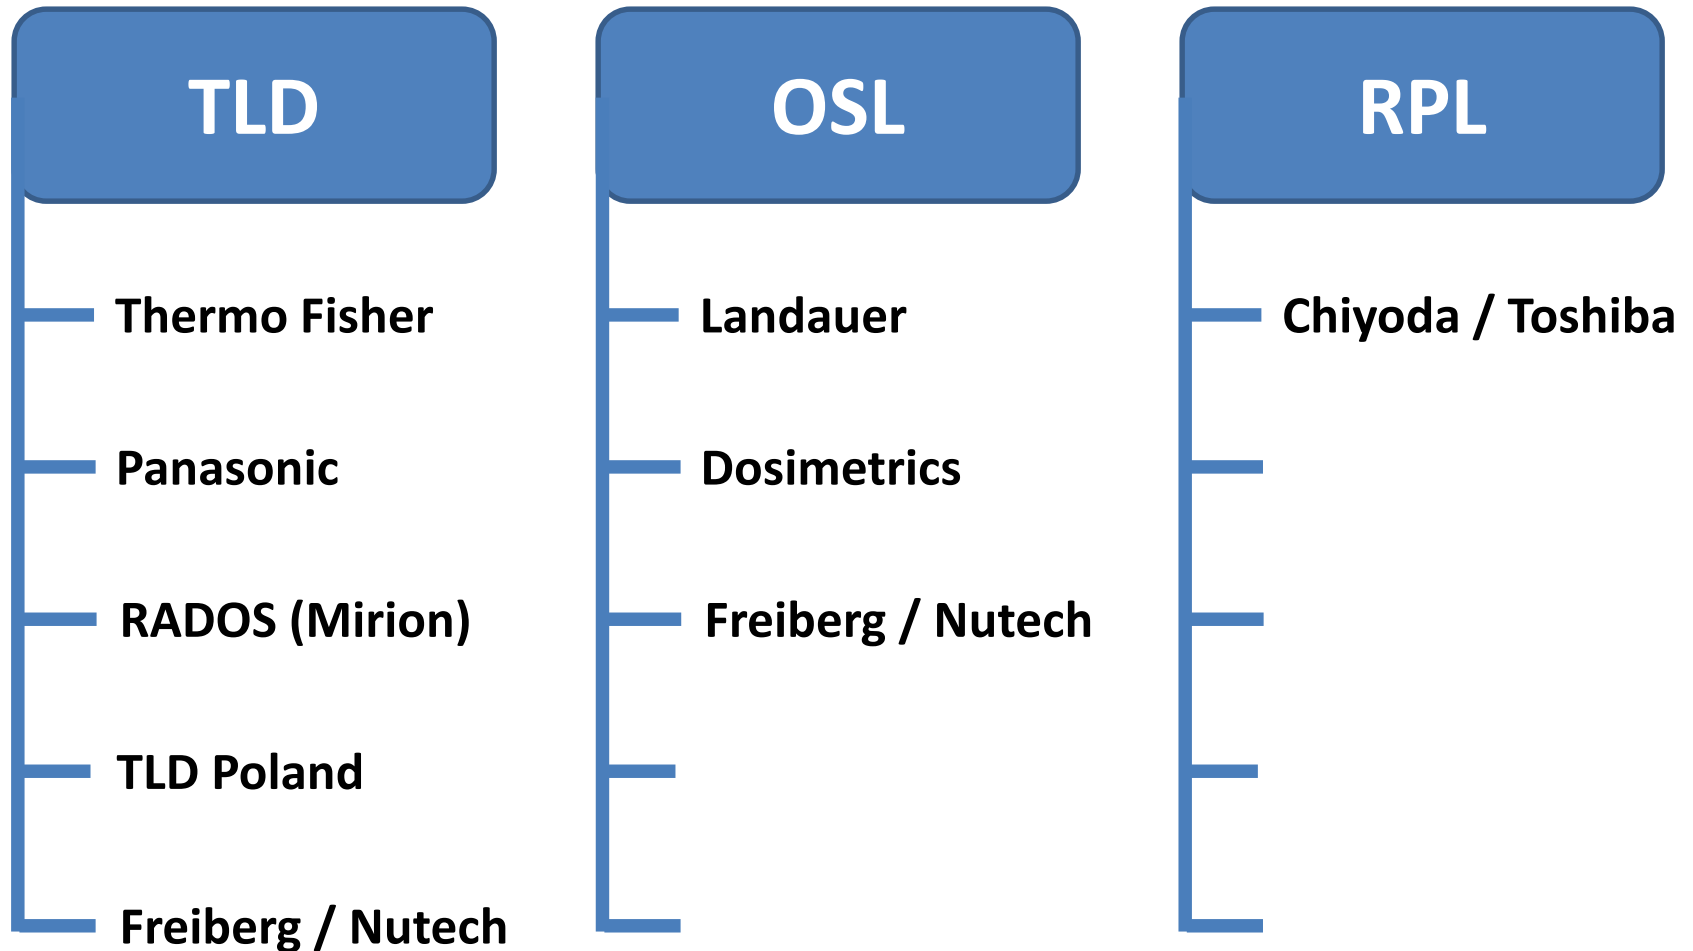 TLD
Thermo Fisher
Panasonic
RADOS (Mirion)
TLD Poland
Freiberg / Nutech
OSL
Landauer
Dosimetrics
Freiberg / Nutech
RPL
Chiyoda / Toshiba